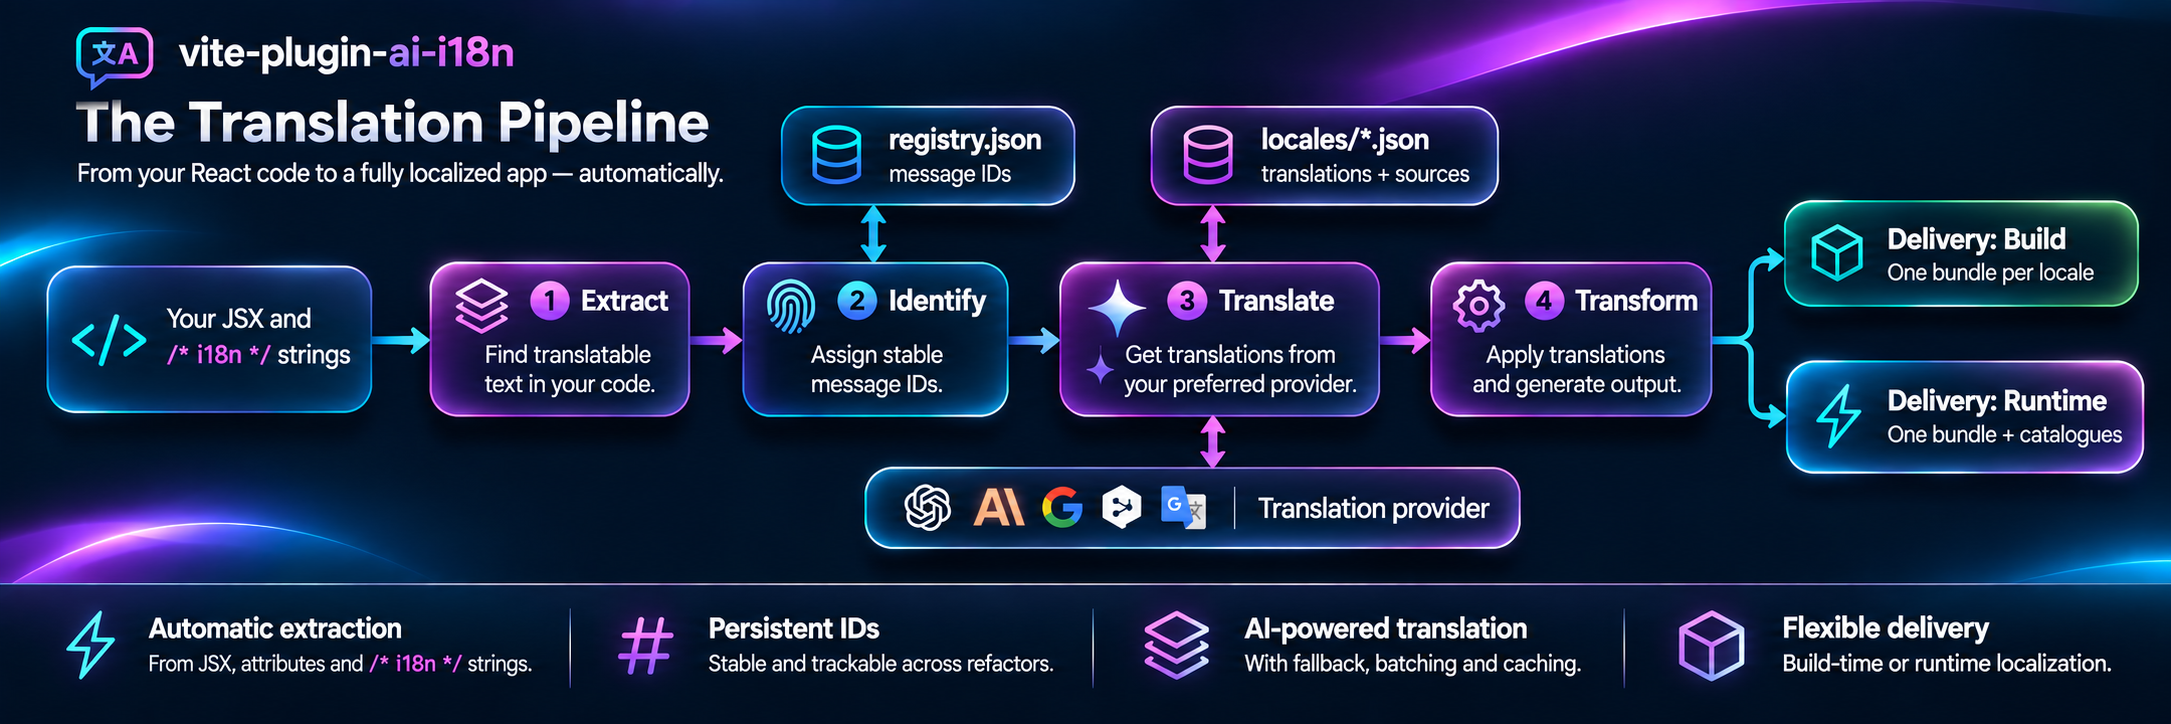 文A vite-plugin-ai-i18n
The Translation Pipeline
From your React code to a fully localized app — automatically.
registry.json
message IDs
locales/*.json
translations + sources
</> Your JSX and
/* i18n */ strings
1 Extract
Find translatable
text in your code.
2 Identify
Assign stable
message IDs.
3 Translate
Get translations from
your preferred provider.
4 Transform
Apply translations
and generate output.
Delivery: Build
One bundle per locale
Delivery: Runtime
One bundle + catalogues
AI G G 文 Translation provider
Automatic extraction
From JSX, attributes and /* i18n */ strings.
# Persistent IDs
Stable and trackable across refactors.
AI-powered translation
With fallback, batching and caching.
Flexible delivery
Build-time or runtime localization.